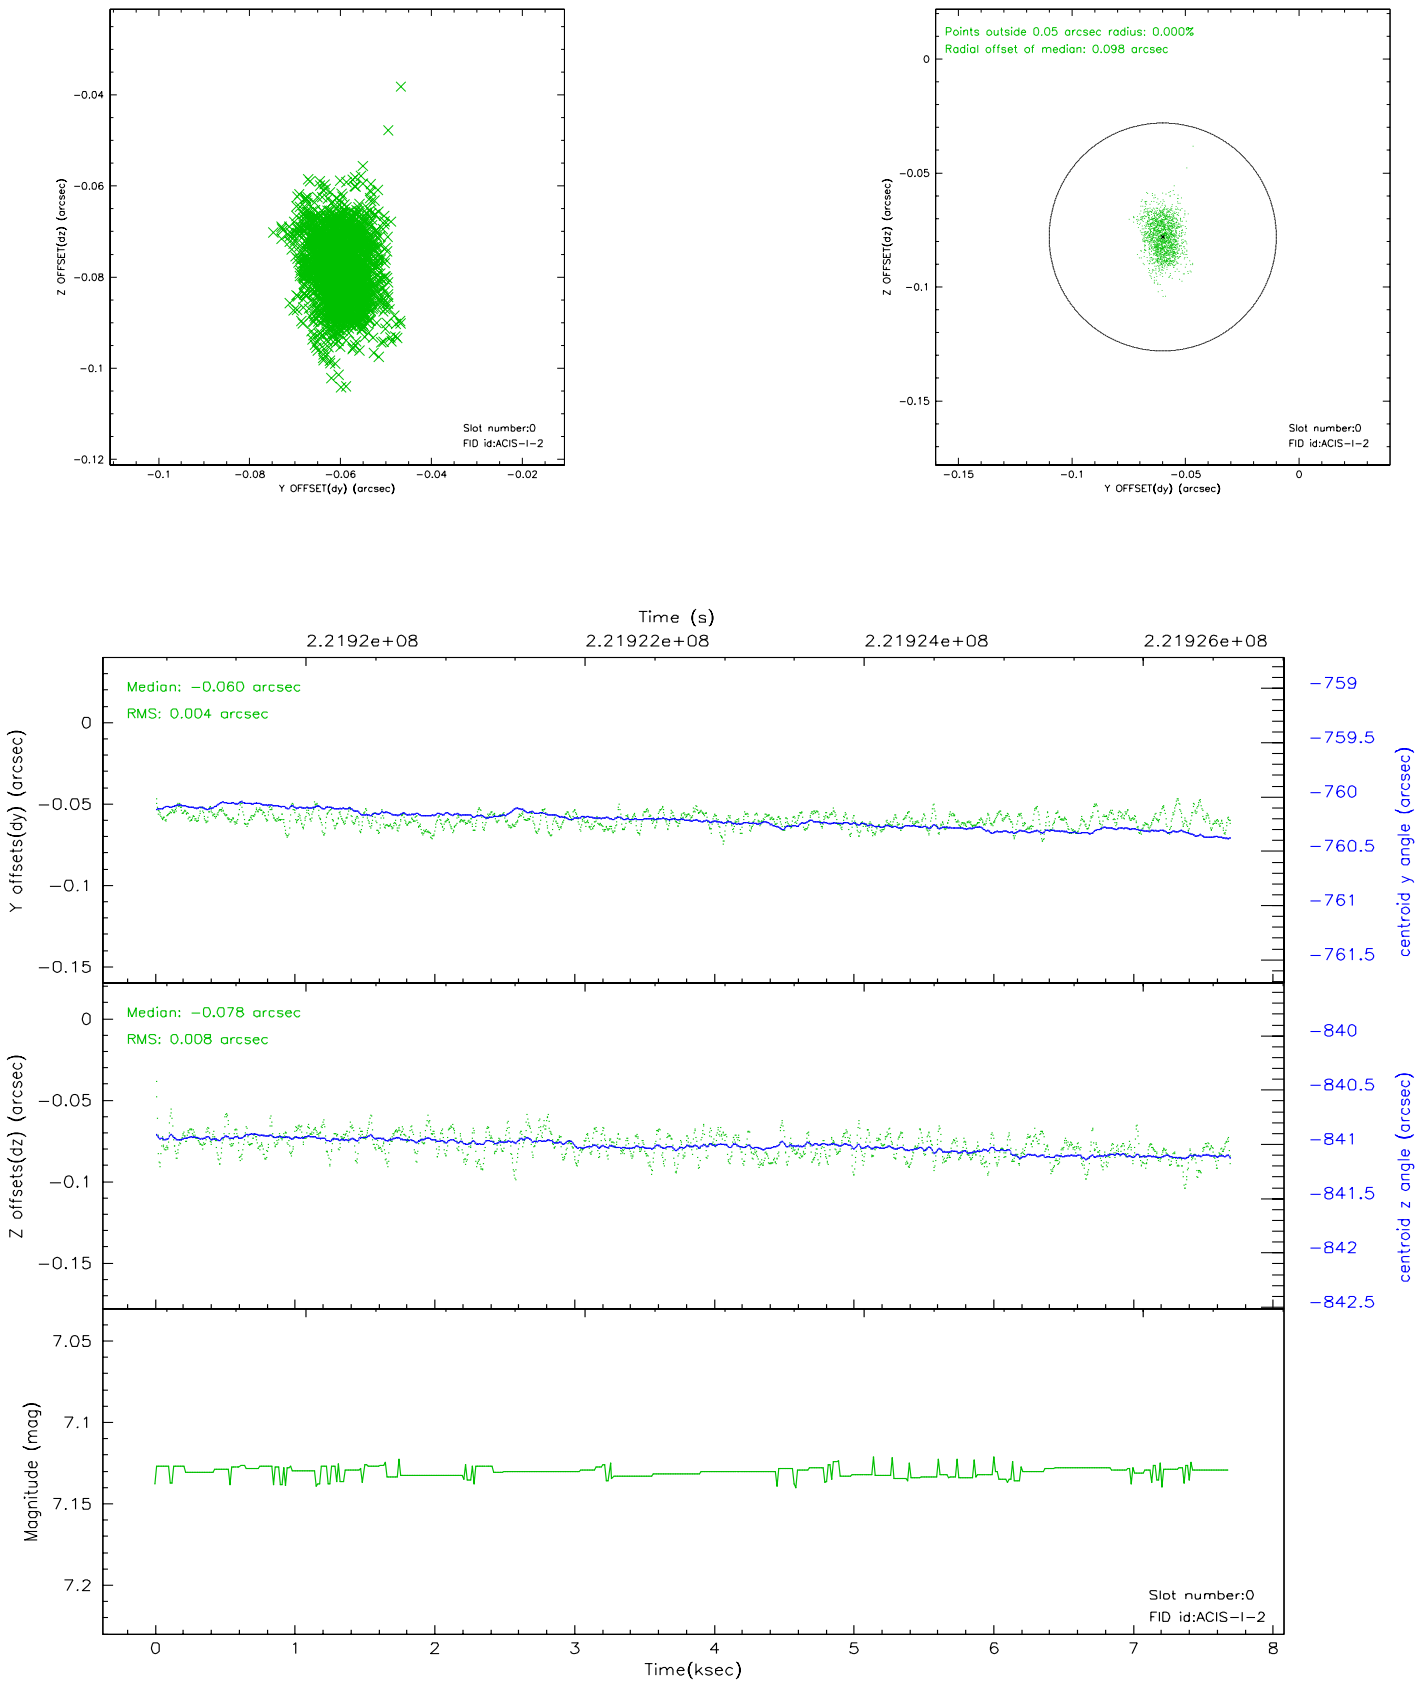 −0.04
−0.06
−0.08
−0.1
−0.12
Z OFFSET(dz) (arcsec)
Slot number:0
FID id:ACIS−I−2
−0.1
−0.08
−0.06
−0.04
−0.02
Y OFFSET(dy) (arcsec)
Points outside 0.05 arcsec radius: 0.000%
Radial offset of median: 0.098 arcsec
0
−0.05
−0.1
−0.15
Z OFFSET(dz) (arcsec)
Slot number:0
FID id:ACIS−I−2
−0.15
−0.1
−0.05
0
Y OFFSET(dy) (arcsec)
Time (s)
2.2192e+08
2.21922e+08
2.21924e+08
2.21926e+08
Median: −0.060 arcsec
RMS: 0.004 arcsec
0
−0.05
−0.1
−0.15
Y offsets(dy) (arcsec)
−759
−759.5
−760
−760.5
−761
−761.5
centroid y angle (arcsec)
Median: −0.078 arcsec
RMS: 0.008 arcsec
0
−0.05
−0.1
−0.15
Z offsets(dz) (arcsec)
−840
−840.5
−841
−841.5
−842
−842.5
centroid z angle (arcsec)
7.05
7.1
7.15
7.2
Magnitude (mag)
Slot number:0
FID id:ACIS−I−2
0
1
2
3
4
5
6
7
8
Time(ksec)